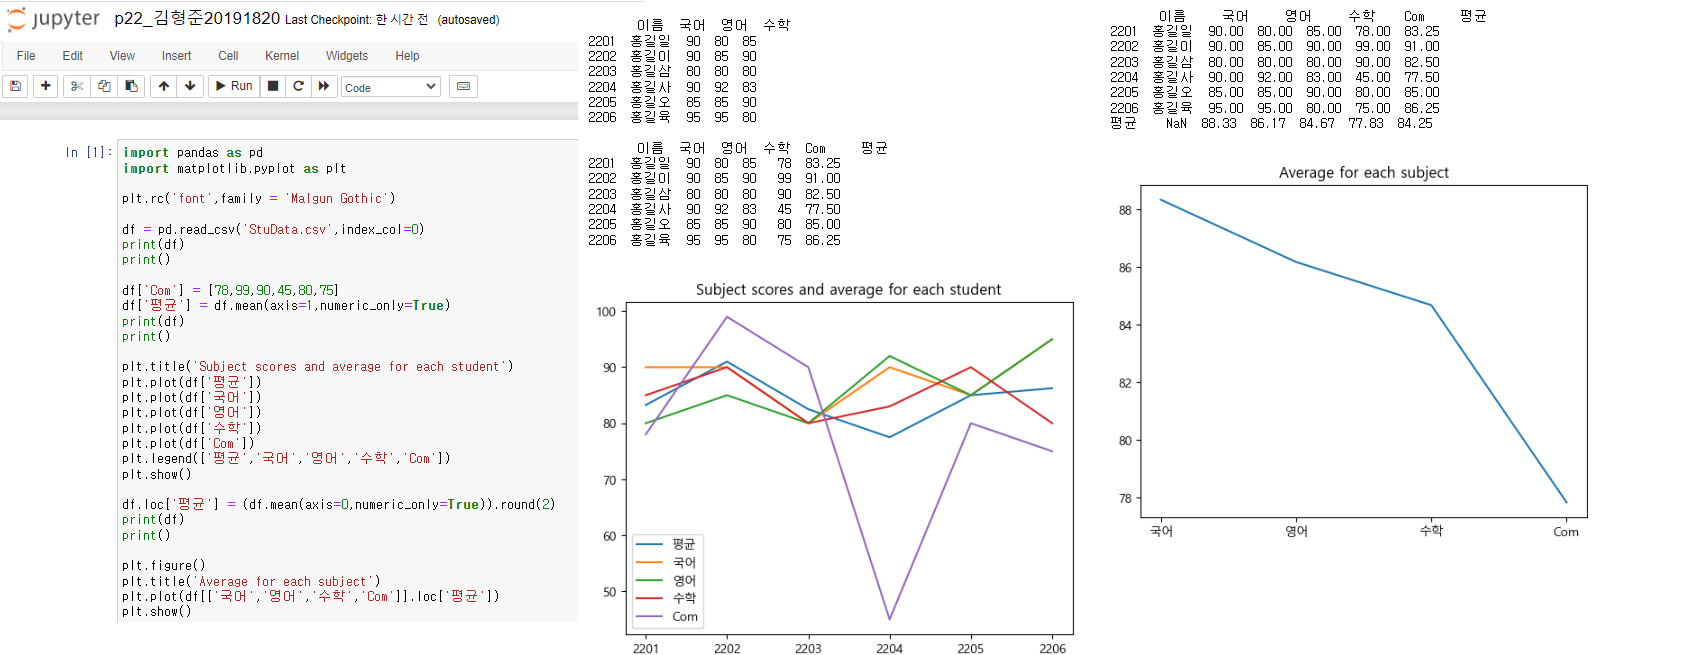 jupyter p22_김형준20191820 Last Checkpoint: 한 시간 전 (autosaved)
File Edit View Insert Cell Kernel Widgets Help
Run Code
In [1]:
import pandas as pd
import matplotlib.pyplot as plt
plt.rc('font',family = 'Malgun Gothic')
df = pd.read_csv('StuData.csv',index_col=0)
print(df)
print()
df['Com'] = [78,99,90,45,80,75]
df['평균'] = df.mean(axis=1,numeric_only=True)
print(df)
print()
plt.title('Subject scores and average for each student')
plt.plot(df['평균'])
plt.plot(df['국어'])
plt.plot(df['영어'])
plt.plot(df['수학'])
plt.plot(df['Com'])
plt.legend(['평균','국어','영어','수학','Com'])
plt.show()
df.loc['평균'] = (df.mean(axis=0,numeric_only=True)).round(2)
print(df)
print()
plt.figure()
plt.title('Average for each subject')
plt.plot(df[['국어','영어','수학','Com']].loc['평균'])
plt.show()
이름 국어 영어 수학
2201 홍길일 90 80 85
2202 홍길이 90 85 90
2203 홍길삼 80 80 80
2204 홍길사 90 92 83
2205 홍길오 85 85 90
2206 홍길육 95 95 80
이름 국어 영어 수학 Com 평균
2201 홍길일 90 80 85 78 83.25
2202 홍길이 90 85 90 99 91.00
2203 홍길삼 80 80 80 90 82.50
2204 홍길사 90 92 83 45 77.50
2205 홍길오 85 85 90 80 85.00
2206 홍길육 95 95 80 75 86.25
Subject scores and average for each student
100
90
80
70
60
50
평균
국어
영어
수학
Com
2201 2202 2203 2204 2205 2206
이름 국어 영어 수학 Com 평균
2201 홍길일 90.00 80.00 85.00 78.00 83.25
2202 홍길이 90.00 85.00 90.00 99.00 91.00
2203 홍길삼 80.00 80.00 80.00 90.00 82.50
2204 홍길사 90.00 92.00 83.00 45.00 77.50
2205 홍길오 85.00 85.00 90.00 80.00 85.00
2206 홍길육 95.00 95.00 80.00 75.00 86.25
평균 NaN 88.33 86.17 84.67 77.83 84.25
Average for each subject
88
86
84
82
80
78
국어 영어 수학 Com